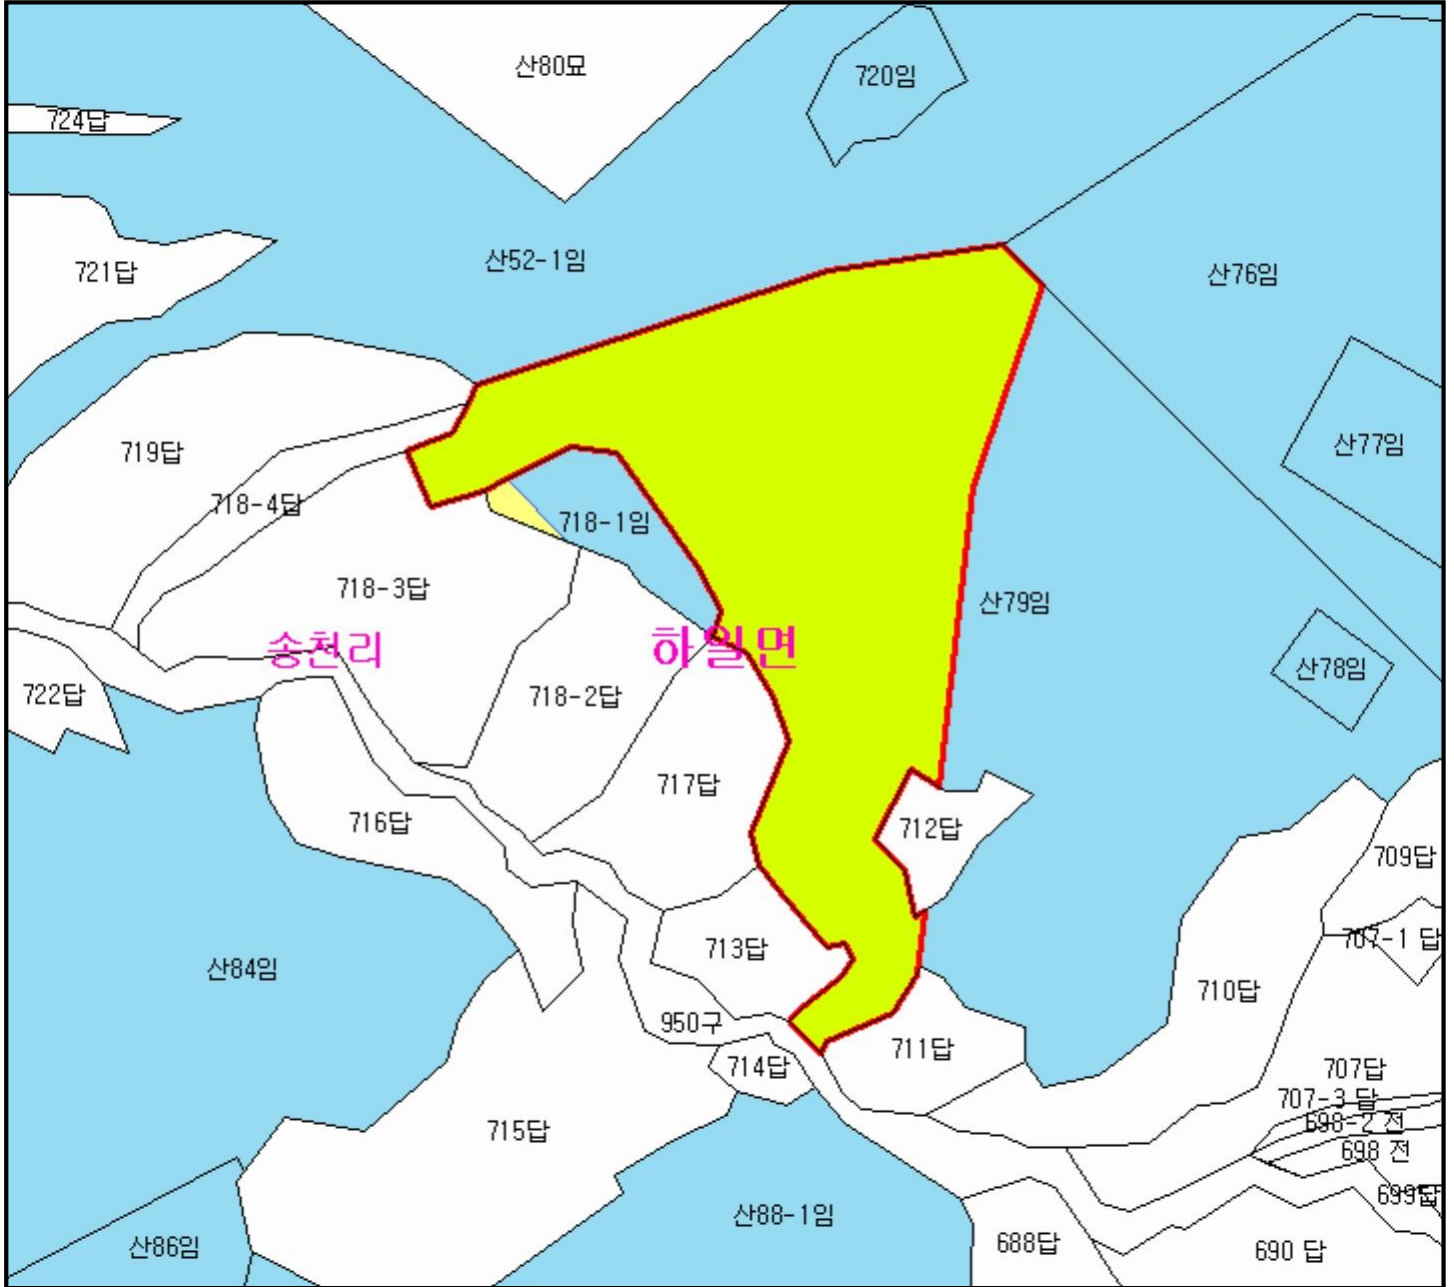 산80묘
720임
724답
산52-1임
721답
산76임
산77임
719답
718-4답
718-1임
718-3답
산79임
송천리
하일면
산78임
722답
718-2답
717답
716답
712답
709답
707-1 답
713답
산84임
710답
950구
711답
714답
707답
707-3 답
698-2 전
715답
698 전
699답
산88-1임
산86임
688답
690 답